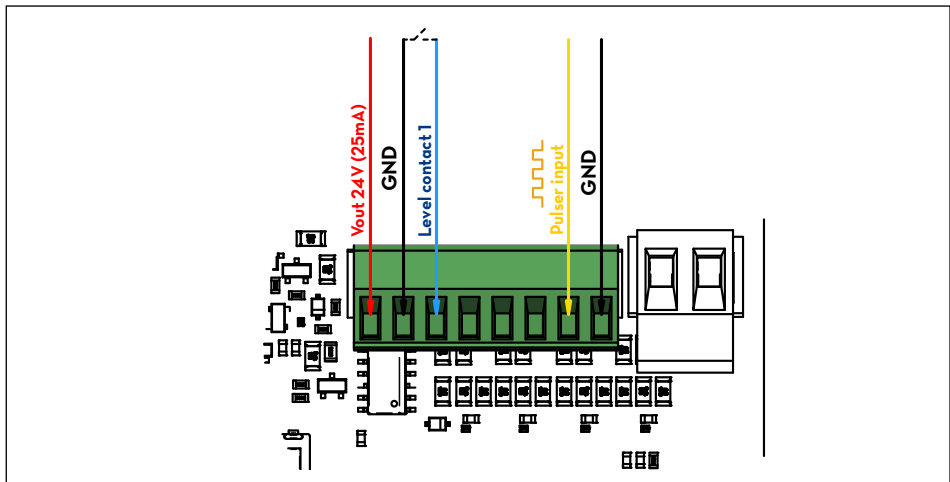 Vout 24V (25mA)
GND
Level contact 1
Pulser input
GND